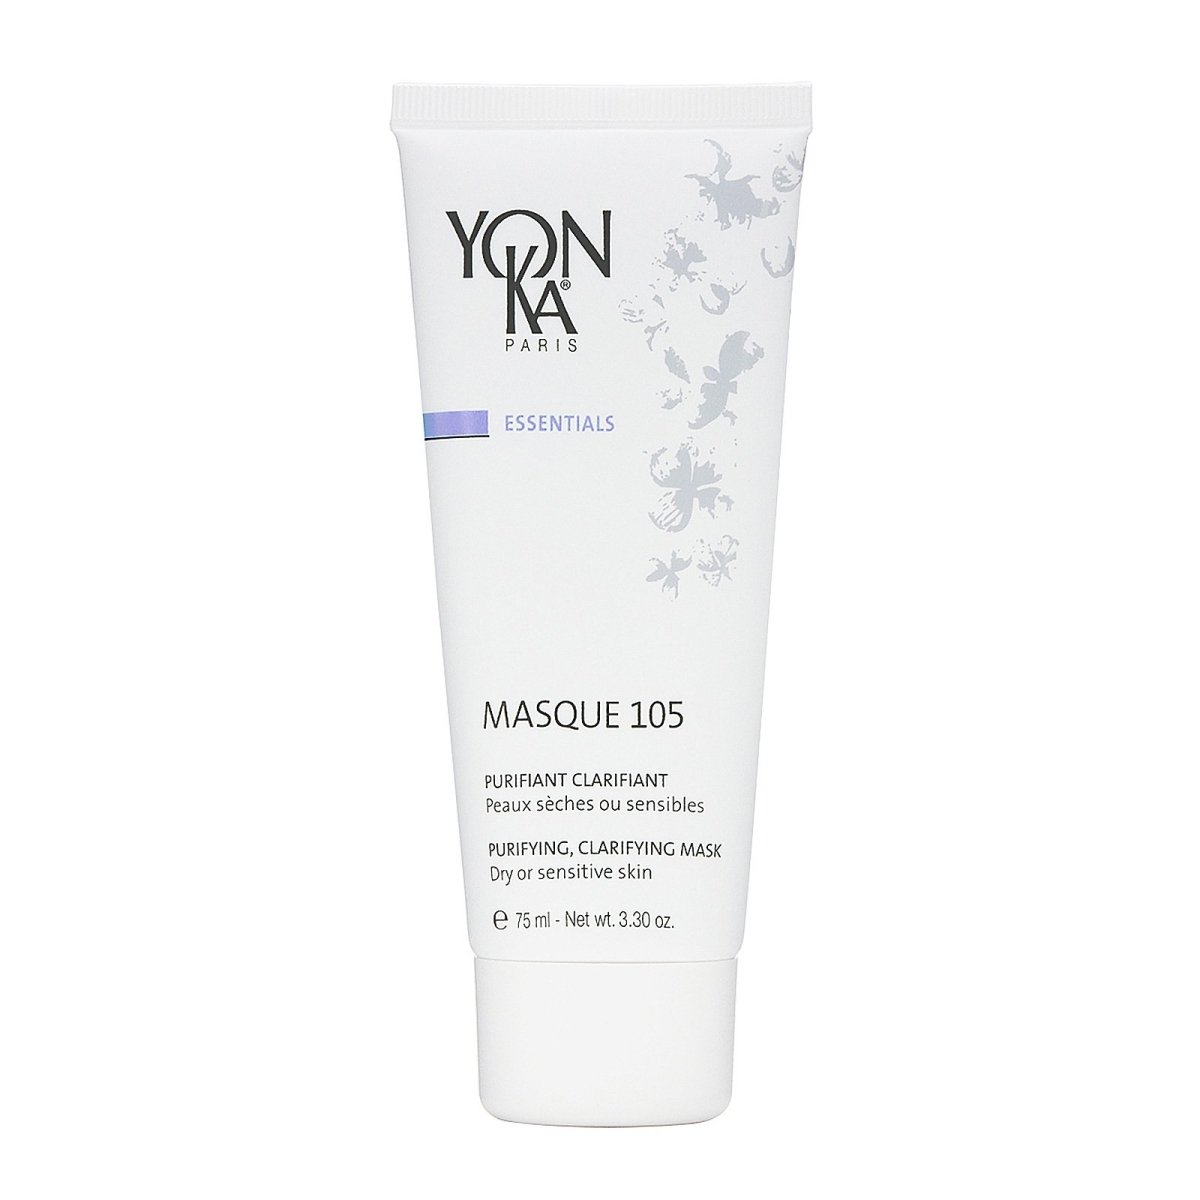 YON
KA®
PARIS
ESSENTIALS
MASQUE 105
PURIFIANT CLARIFIANT
Peaux sèches ou sensibles
PURIFYING, CLARIFYING MASK
Dry or sensitive skin
℮ 75 ml - Net wt. 3.30 oz.